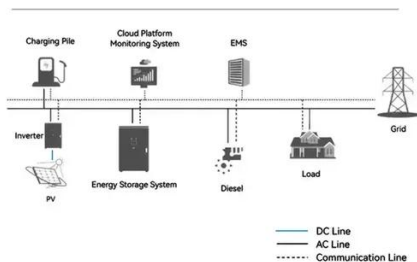 Charging Pile
Cloud Platform
Monitoring System
EMS
Grid
Inverter
PV
Energy Storage System
Diesel
Load
DC Line
AC Line
Communication Line